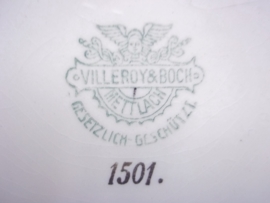 VILLEROY & BOCH
METTLACH
GESETZLICH - GESCHÜTZT.
1501.